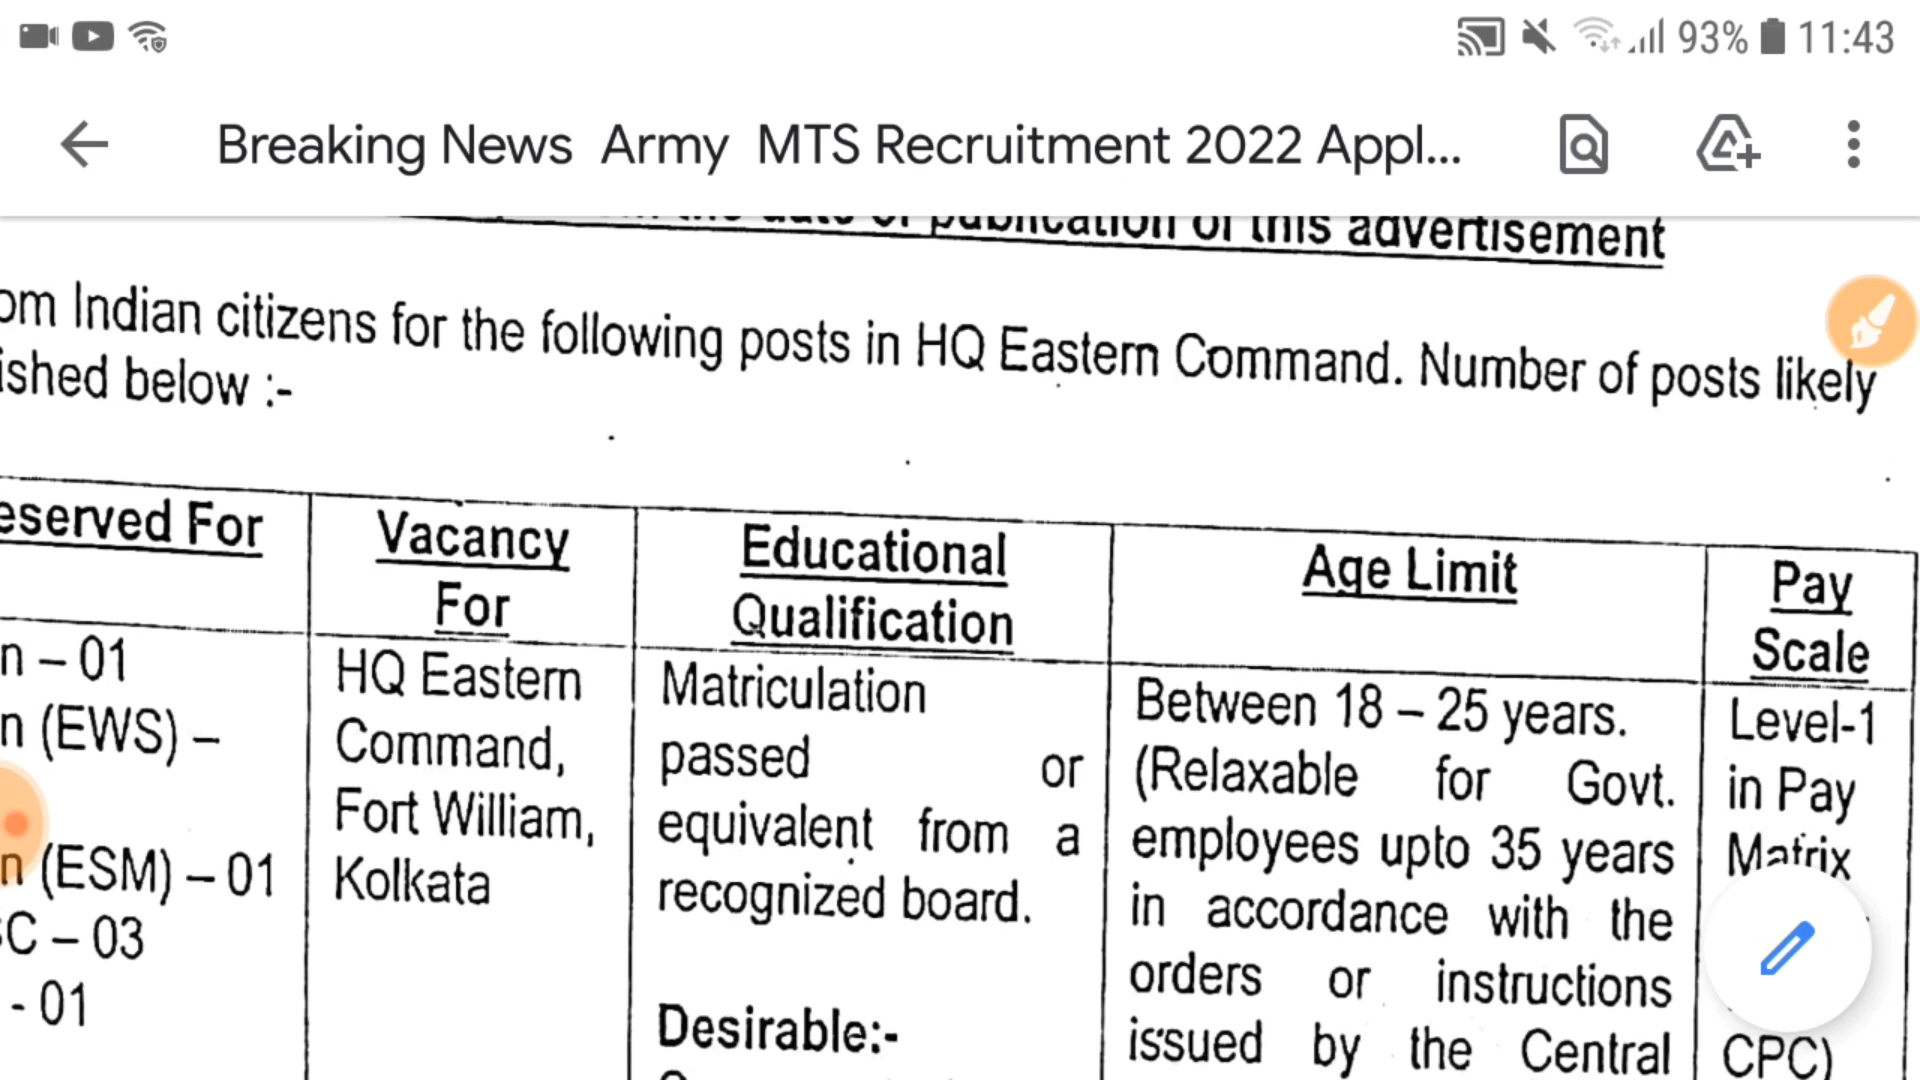 93% 11:43
Breaking News Army MTS Recruitment 2022 Appl...
date of publication of this advertisement
om Indian citizens for the following posts in HQ Eastern Command. Number of posts likely
ished below :-
eserved For
n – 01
n (EWS) –
n (ESM) – 01
C – 03
- 01
Vacancy
For
HQ Eastern
Command,
Fort William,
Kolkata
Educational
Qualification
Matriculation
passed or
equivalent from a
recognized board.
Desirable:-
Age Limit
Between 18 – 25 years.
(Relaxable for Govt.
employees upto 35 years
in accordance with the
orders or instructions
issued by the Central
Pay
Scale
Level-1
in Pay
Matrix
CPC)